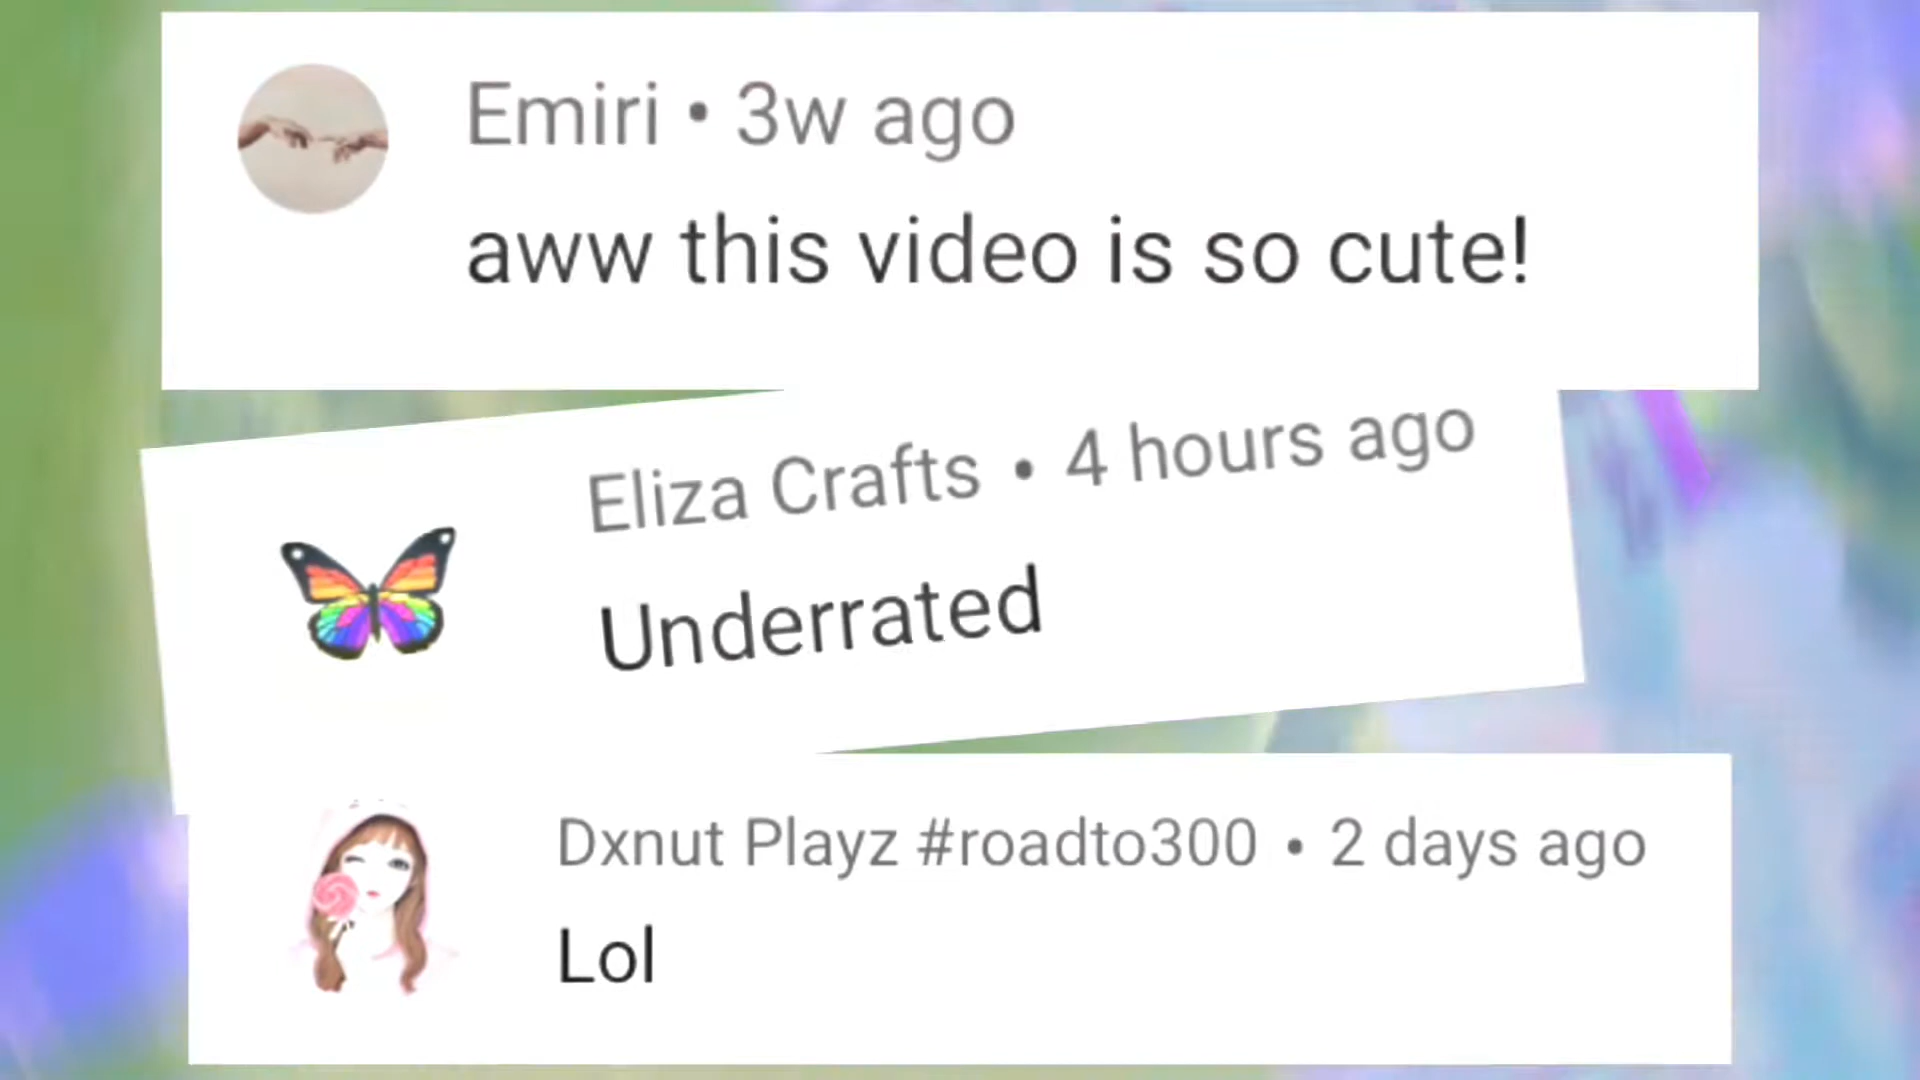 Emiri • 3w ago
aww this video is so cute!
Eliza Crafts • 4 hours ago
Underrated
Dxnut Playz #roadto300 • 2 days ago
Lol